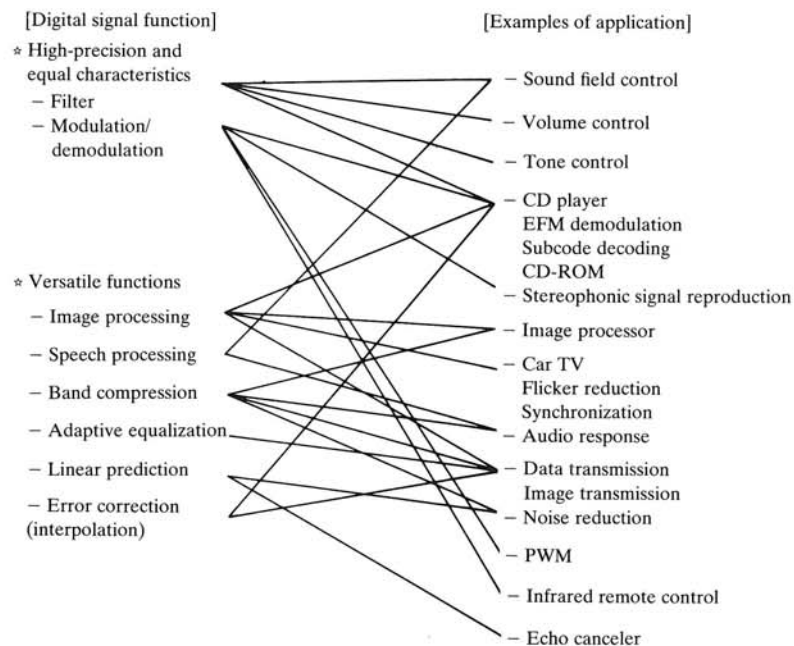 [Digital signal function]
☆ High-precision and
equal characteristics
– Filter
– Modulation/
demodulation
☆ Versatile functions
– Image processing
– Speech processing
– Band compression
– Adaptive equalization
– Linear prediction
– Error correction
(interpolation)
[Examples of application]
– Sound field control
– Volume control
– Tone control
– CD player
EFM demodulation
Subcode decoding
CD-ROM
– Stereophonic signal reproduction
– Image processor
– Car TV
Flicker reduction
Synchronization
– Audio response
– Data transmission
Image transmission
– Noise reduction
– PWM
– Infrared remote control
– Echo canceler